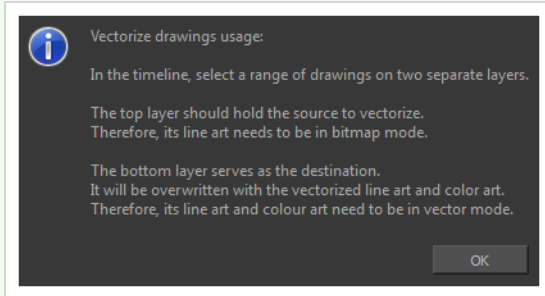 Vectorize drawings usage:
In the timeline, select a range of drawings on two separate layers.
The top layer should hold the source to vectorize.
Therefore, its line art needs to be in bitmap mode.
The bottom layer serves as the destination.
It will be overwritten with the vectorized line art and color art.
Therefore, its line art and colour art need to be in vector mode.
OK